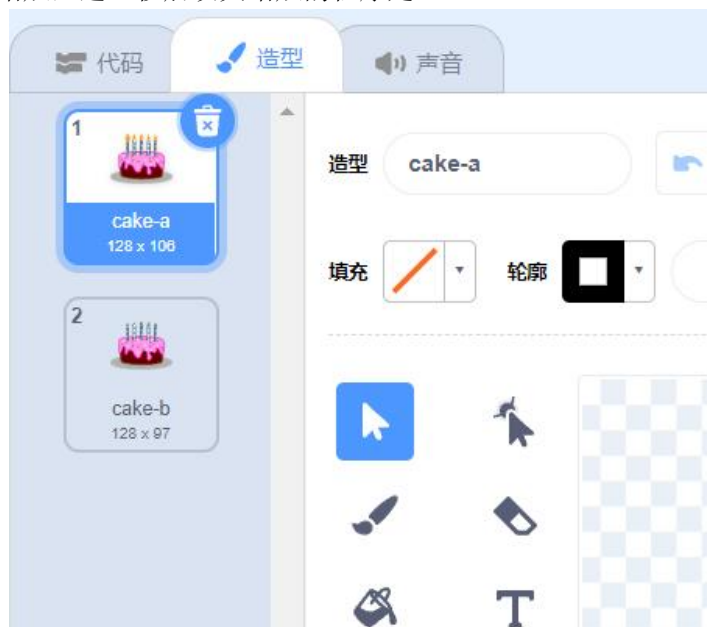 代码 造型 声音
1
cake-a
128 x 106
2
cake-b
128 x 97
造型 cake-a
填充 轮廓
T